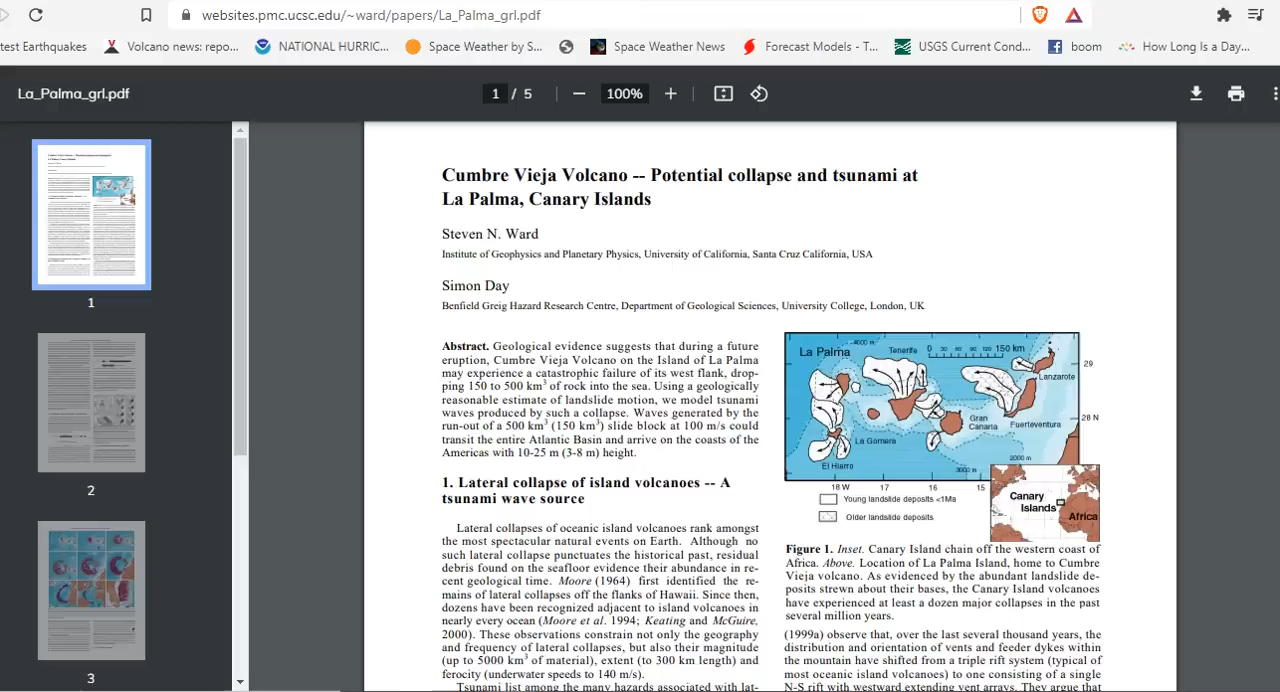 websites.pmc.ucsc.edu/~ward/papers/La_Palma_grl.pdf
test Earthquakes
Volcano news: repo...
NATIONAL HURRIC...
Space Weather by S...
Space Weather News
Forecast Models - T...
USGS Current Cond...
boom
How Long Is a Day...
La_Palma_grl.pdf
1 / 5
100%
1
2
3
Cumbre Vieja Volcano -- Potential collapse and tsunami at
La Palma, Canary Islands
Steven N. Ward
Institute of Geophysics and Planetary Physics, University of California, Santa Cruz California, USA
Simon Day
Benfield Greig Hazard Research Centre, Department of Geological Sciences, University College, London, UK
Abstract. Geological evidence suggests that during a future
eruption, Cumbre Vieja Volcano on the Island of La Palma
may experience a catastrophic failure of its west flank, drop-
ping 150 to 500 km³ of rock into the sea. Using a geologically
reasonable estimate of landslide motion, we model tsunami
waves produced by such a collapse. Waves generated by the
run-out of a 500 km³ (150 km³) slide block at 100 m/s could
transit the entire Atlantic Basin and arrive on the coasts of the
Americas with 10-25 m (3-8 m) height.
1. Lateral collapse of island volcanoes -- A
tsunami wave source
Lateral collapses of oceanic island volcanoes rank amongst
the most spectacular natural events on Earth. Although no
such lateral collapse punctuates the historical past, residual
debris found on the seafloor evidence their abundance in re-
cent geological time. Moore (1964) first identified the re-
mains of lateral collapses off the flanks of Hawaii. Since then,
dozens have been recognized adjacent to island volcanoes in
nearly every ocean (Moore et al. 1994; Keating and McGuire,
2000). These observations constrain not only the geography
and frequency of lateral collapses, but also their magnitude
(up to 5000 km³ of material), extent (to 300 km length) and
ferocity (underwater speeds to 140 m/s).
Tsunami list among the many hazards associated with lat-
La Palma
4000 m
Tenerife
0 30 60 90 120 150 km
29
Lanzarote
28 N
Gran
Canaria
Fuerteventura
La Gomera
El Hiarro
3000 m
2000 m
18 W 17 16 15
Young landslide deposits <1Ma
Older landslide deposits
Canary
Islands
Africa
Figure 1. Inset. Canary Island chain off the western coast of
Africa. Above. Location of La Palma Island, home to Cumbre
Vieja volcano. As evidenced by the abundant landslide de-
posits strewn about their bases, the Canary Island volcanoes
have experienced at least a dozen major collapses in the past
several million years.
(1999a) observe that, over the last several thousand years, the
distribution and orientation of vents and feeder dykes within
the mountain have shifted from a triple rift system (typical of
most oceanic island volcanoes) to one consisting of a single
N-S rift with westward extending vent arrays. They argue that